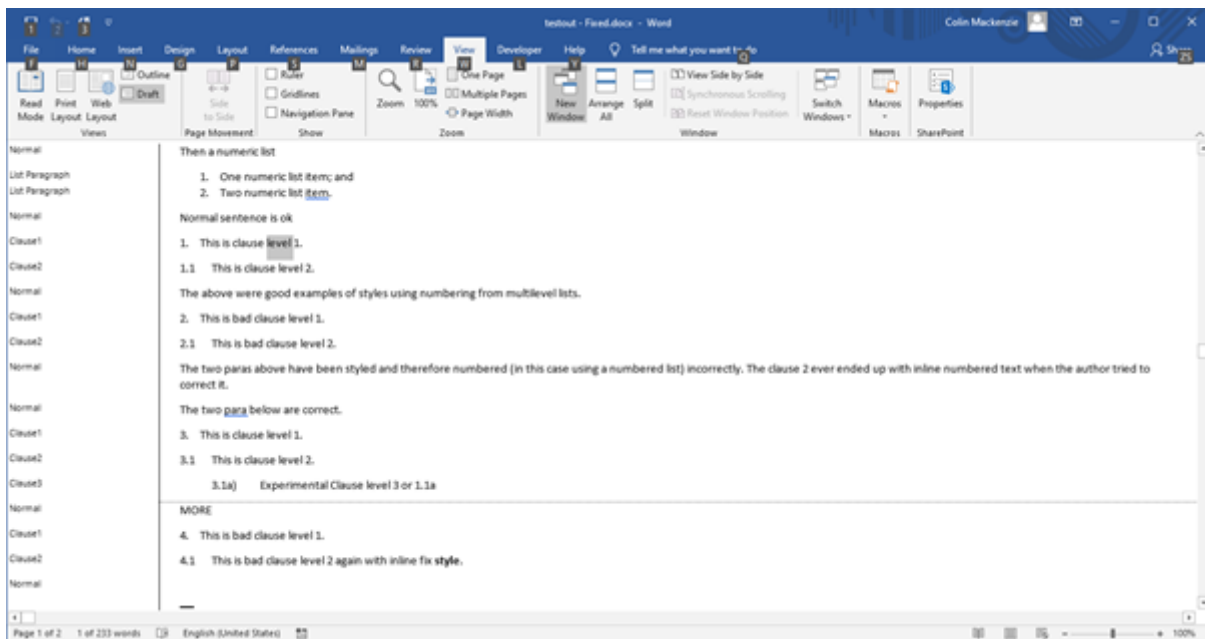 1 2 3 testout - Fixed.docx - Word Colin Mackenzie
File Home Insert Design Layout References Mailings Review View Developer Help Tell me what you want to do
F H N G P S M R W L Y Q ZS
Outline Ruler One Page View Side by Side
Draft Gridlines Multiple Pages Synchronous Scrolling
Navigation Pane Page Width Reset Window Position
Read Mode Print Layout Web Layout Side to Side Zoom 100% New Window Arrange All Split Switch Windows Macros Properties
Views Page Movement Show Zoom Window Macros SharePoint
Normal Then a numeric list
List Paragraph 1. One numeric list item; and
List Paragraph 2. Two numeric list item.
Normal Normal sentence is ok
Clause1 1. This is clause level 1.
Clause2 1.1 This is clause level 2.
Normal The above were good examples of styles using numbering from multilevel lists.
Clause1 2. This is bad clause level 1.
Clause2 2.1 This is bad clause level 2.
Normal The two paras above have been styled and therefore numbered (in this case using a numbered list) incorrectly. The clause 2 ever ended up with inline numbered text when the author tried to
correct it.
Normal The two para below are correct.
Clause1 3. This is clause level 1.
Clause2 3.1 This is clause level 2.
Clause3 3.1a) Experimental Clause level 3 or 1.1a
Normal MORE
Clause1 4. This is bad clause level 1.
Clause2 4.1 This is bad clause level 2 again with inline fix style.
Normal
Page 1 of 2 1 of 233 words English (United States) 100%